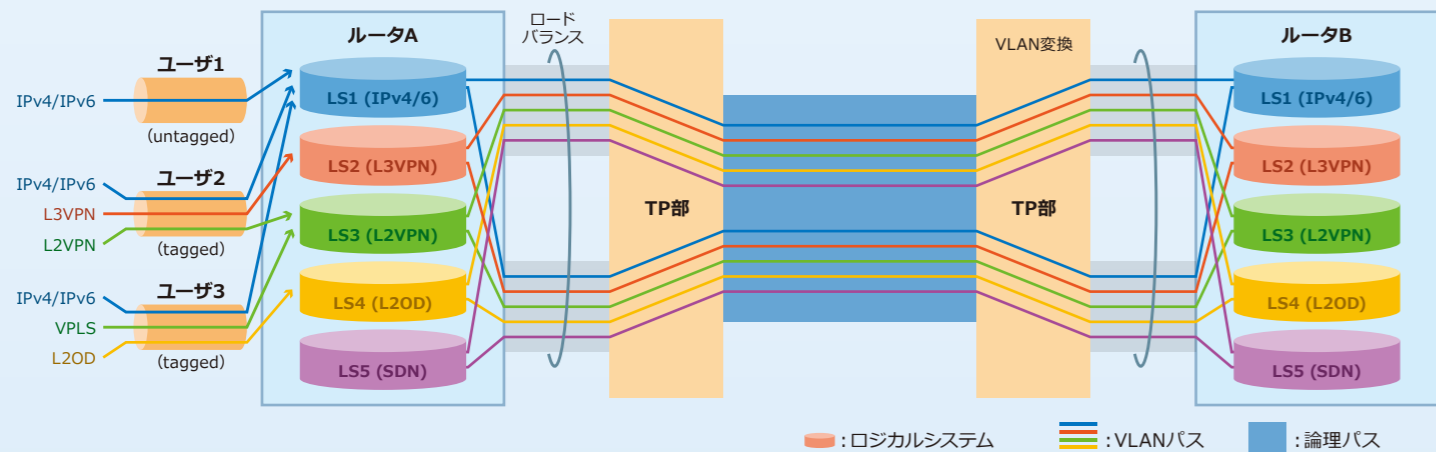 ルータA
ロード
バランス
VLAN変換
ルータB
ユーザ1
IPv4/IPv6
(untagged)
ユーザ2
IPv4/IPv6
L3VPN
L2VPN
(tagged)
ユーザ3
IPv4/IPv6
VPLS
L2OD
(tagged)
LS1 (IPv4/6)
LS2 (L3VPN)
LS3 (L2VPN)
LS4 (L2OD)
LS5 (SDN)
TP部
TP部
LS1 (IPv4/6)
LS2 (L3VPN)
LS3 (L2VPN)
LS4 (L2OD)
LS5 (SDN)
:ロジカルシステム
:VLANパス
:論理パス